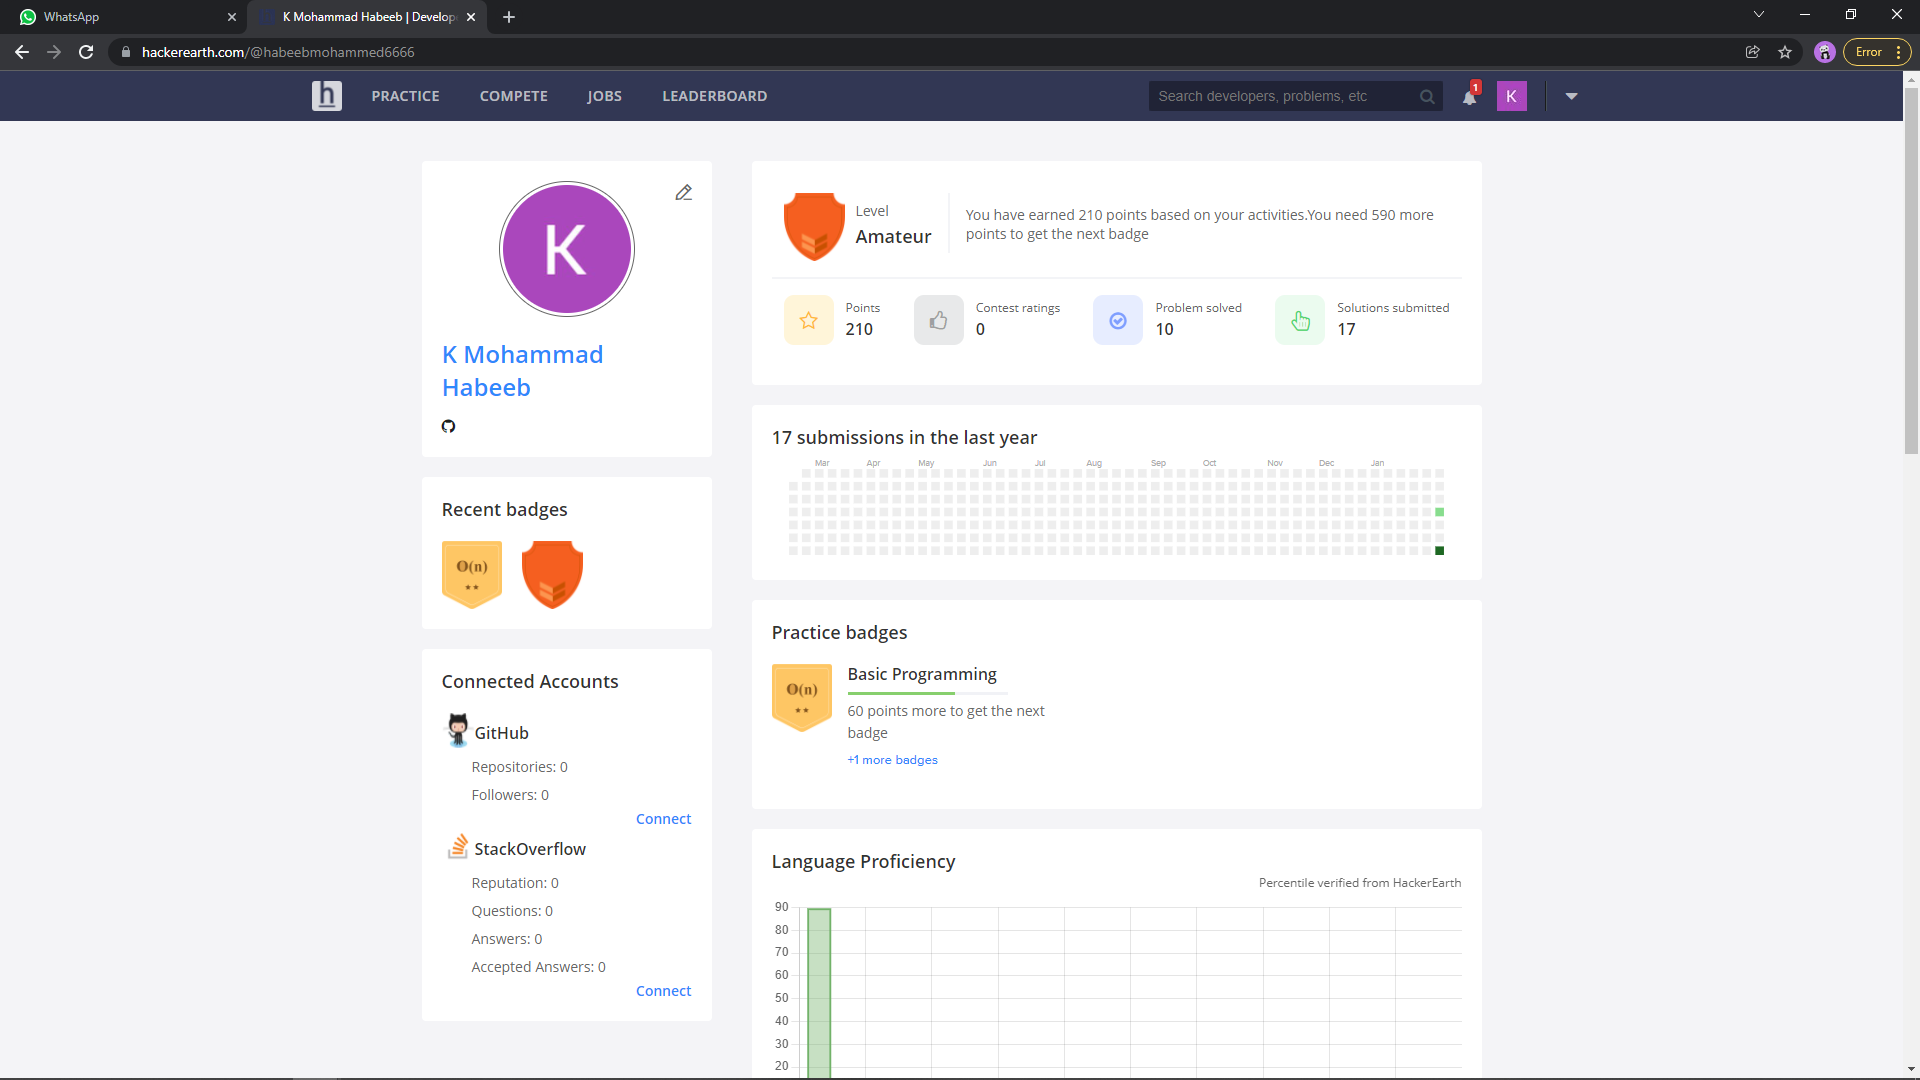 WhatsApp
K Mohammad Habeeb | Develop
hackerearth.com/@habeebmohammed6666
Error
h
PRACTICE
COMPETE
JOBS
LEADERBOARD
Search developers, problems, etc
1
K
K
K Mohammad
Habeeb
Recent badges
O(n)
Connected Accounts
GitHub
Repositories: 0
Followers: 0
Connect
StackOverflow
Reputation: 0
Questions: 0
Answers: 0
Accepted Answers: 0
Connect
Level
Amateur
You have earned 210 points based on your activities.You need 590 more
points to get the next badge
Points
210
Contest ratings
0
Problem solved
10
Solutions submitted
17
17 submissions in the last year
Mar Apr May Jun Jul Aug Sep Oct Nov Dec Jan
Practice badges
O(n)
Basic Programming
60 points more to get the next
badge
+1 more badges
Language Proficiency
Percentile verified from HackerEarth
90
80
70
60
50
40
30
20